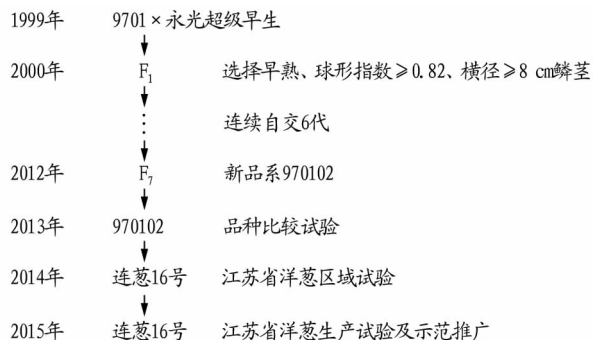 1999年 9701×永光超级早生
2000年 F₁ 选择早熟、球形指数≥0.82、横径≥8 cm鳞茎
⋮ 连续自交6代
2012年 F₇ 新品系970102
2013年 970102 品种比较试验
2014年 连葱16号 江苏省洋葱区域试验
2015年 连葱16号 江苏省洋葱生产试验及示范推广